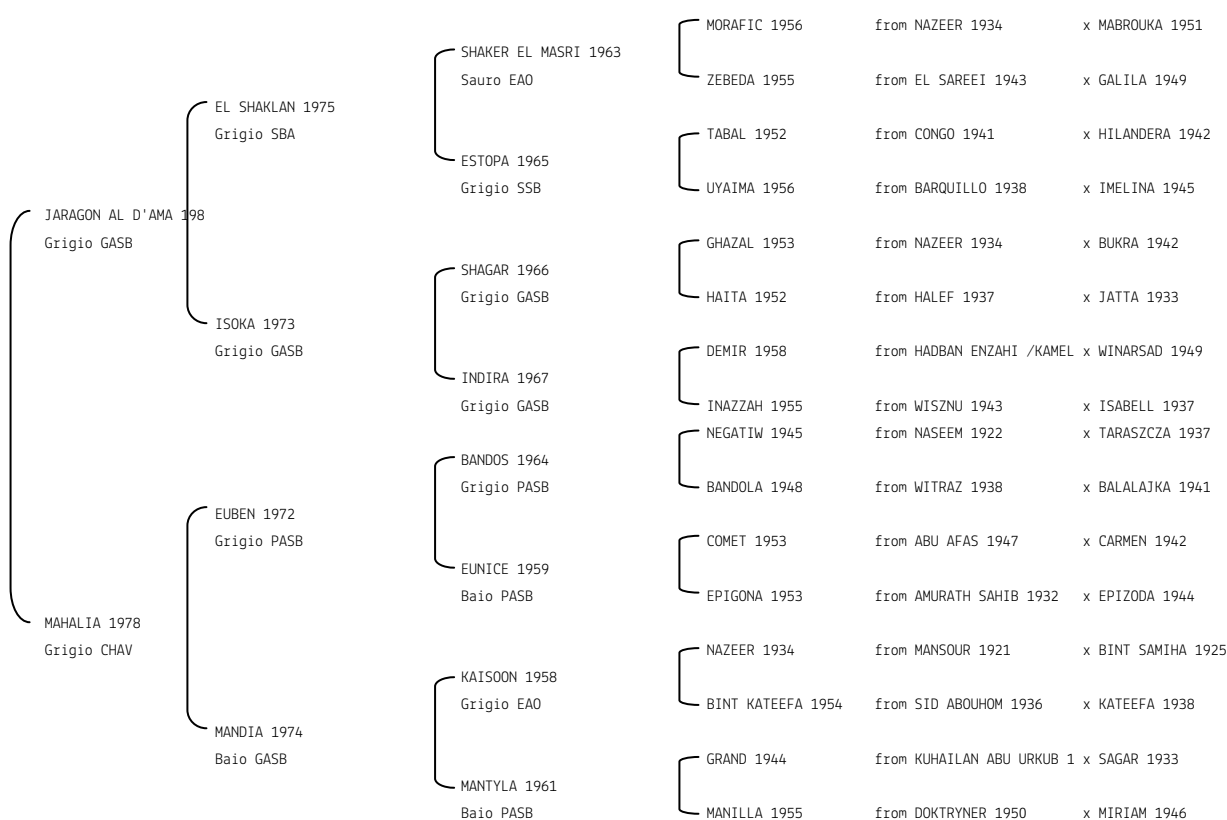 MORAFIC 1956 from NAZEER 1934 x MABROUKA 1951
SHAKER EL MASRI 1963
Sauro EAO ZEBEDA 1955 from EL SAREEI 1943 x GALILA 1949
EL SHAKLAN 1975
Grigio SBA TABAL 1952 from CONGO 1941 x HILANDERA 1942
ESTOPA 1965
Grigio SSB UYAIMA 1956 from BARQUILLO 1938 x IMELINA 1945
JARAGON AL D'AMA 198
Grigio GASB GHAZAL 1953 from NAZEER 1934 x BUKRA 1942
SHAGAR 1966
Grigio GASB HAITA 1952 from HALEF 1937 x JATTA 1933
ISOKA 1973
Grigio GASB DEMIR 1958 from HADBAN ENZAHI /KAMEL x WINARSAD 1949
INDIRA 1967
Grigio GASB INAZZAH 1955 from WISZNU 1943 x ISABELL 1937
NEGATIW 1945 from NASEEM 1922 x TARASZCZA 1937
BANDOS 1964
Grigio PASB BANDOLA 1948 from WITRAZ 1938 x BALALAJKA 1941
EUBEN 1972
Grigio PASB COMET 1953 from ABU AFAS 1947 x CARMEN 1942
EUNICE 1959
Baio PASB EPIGONA 1953 from AMURATH SAHIB 1932 x EPIZODA 1944
MAHALIA 1978
Grigio CHAV NAZEER 1934 from MANSOUR 1921 x BINT SAMIHA 1925
KAISOON 1958
Grigio EAO BINT KATEEFA 1954 from SID ABOUHOM 1936 x KATEEFA 1938
MANDIA 1974
Baio GASB GRAND 1944 from KUHAILAN ABU URKUB 1 x SAGAR 1933
MANTYLA 1961
Baio PASB MANILLA 1955 from DOKTRYNER 1950 x MIRIAM 1946